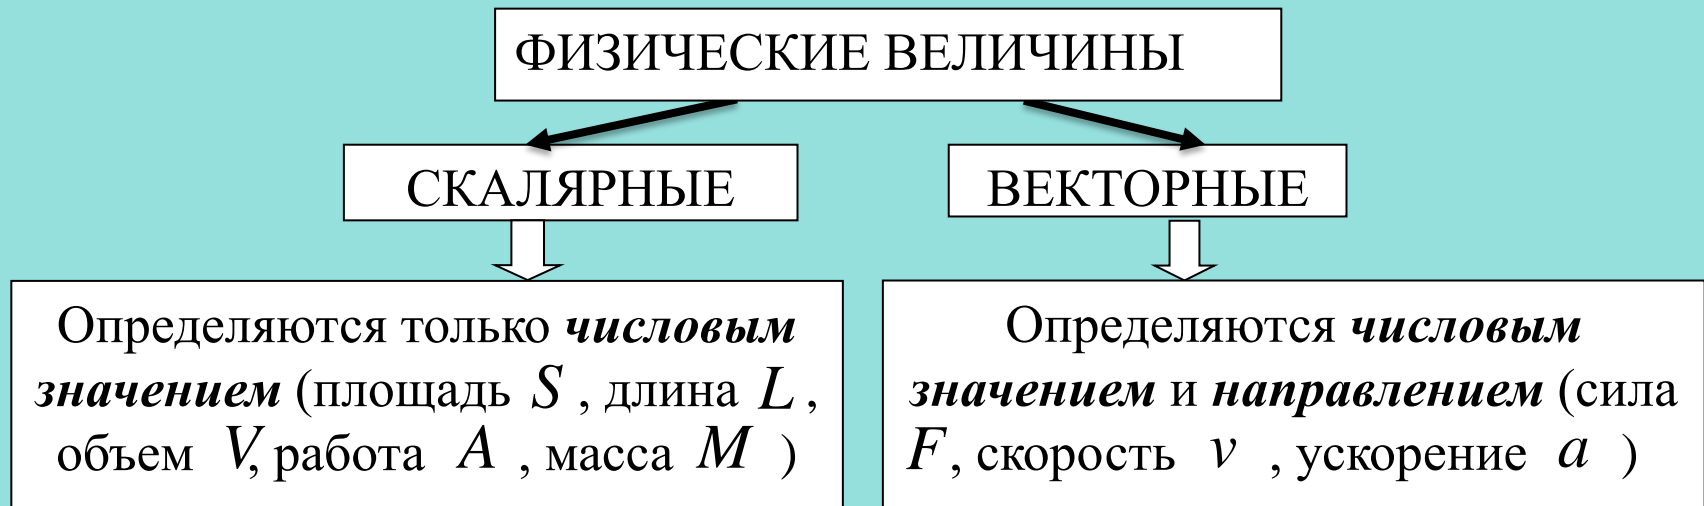 ФИЗИЧЕСКИЕ ВЕЛИЧИНЫ
СКАЛЯРНЫЕ
ВЕКТОРНЫЕ
Определяются только числовым
значением (площадь S , длина L ,
объем V, работа A , масса M )
Определяются числовым
значением и направлением (сила
F, скорость v , ускорение a )